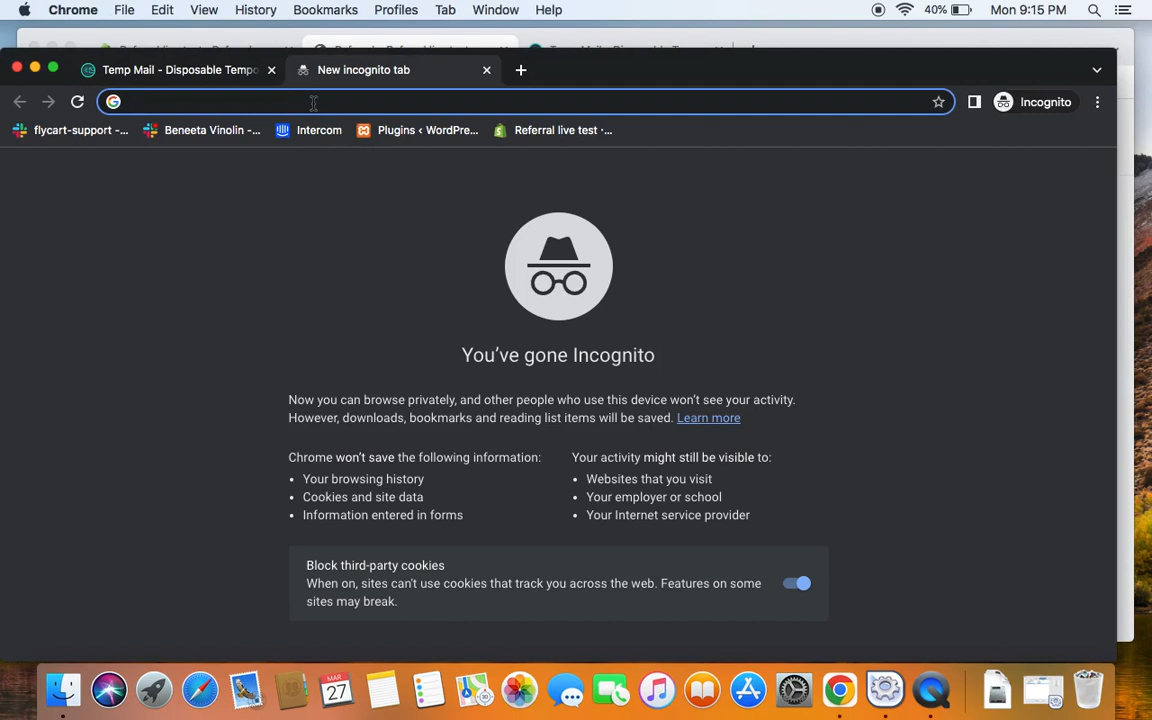 Chrome File Edit View History Bookmarks Profiles Tab Window Help 40% Mon 9:15 PM
Temp Mail - Disposable Tempo New incognito tab
Incognito
flycart-support -... Beneeta Vinolin -... Intercom Plugins ‹ WordPre... Referral live test ·...
You've gone Incognito
Now you can browse privately, and other people who use this device won't see your activity.
However, downloads, bookmarks and reading list items will be saved. Learn more
Chrome won't save the following information:
• Your browsing history
• Cookies and site data
• Information entered in forms
Your activity might still be visible to:
• Websites that you visit
• Your employer or school
• Your Internet service provider
Block third-party cookies
When on, sites can't use cookies that track you across the web. Features on some
sites may break.
MAR
27